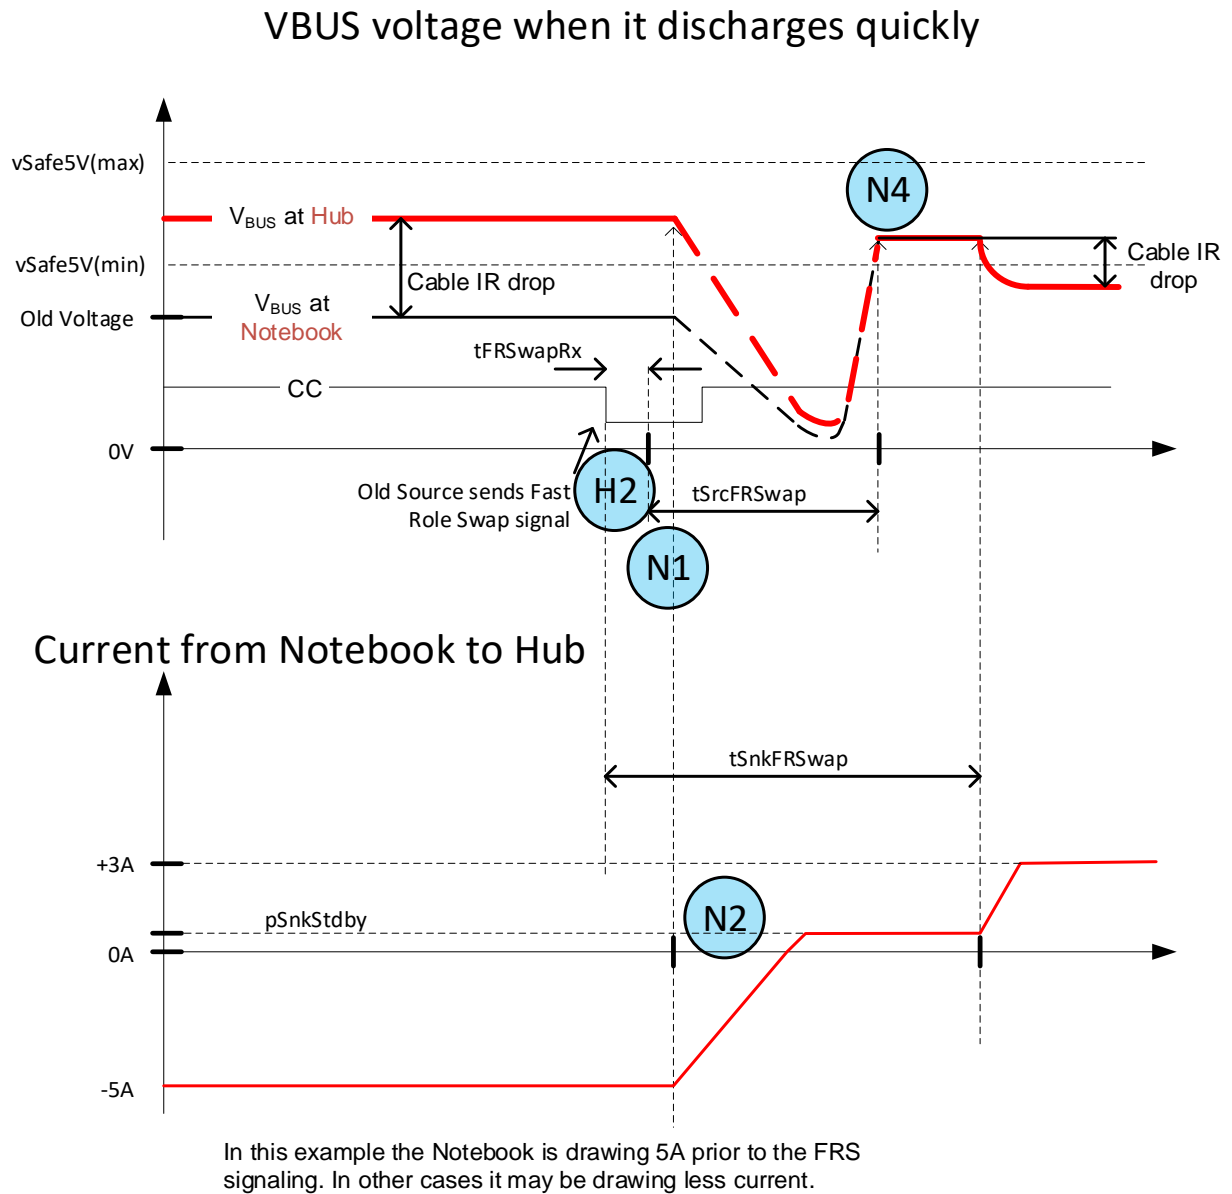 VBUS voltage when it discharges quickly
vSafe5V(max)
N4
VBUS at Hub
vSafe5V(min)
Cable IR drop
Cable IR
drop
Old Voltage
VBUS at
Notebook
tFRSwapRx
CC
0V
Old Source sends Fast
Role Swap signal
H2
tSrcFRSwap
N1
Current from Notebook to Hub
tSnkFRSwap
+3A
pSnkStdby
N2
0A
-5A
In this example the Notebook is drawing 5A prior to the FRS
signaling. In other cases it may be drawing less current.